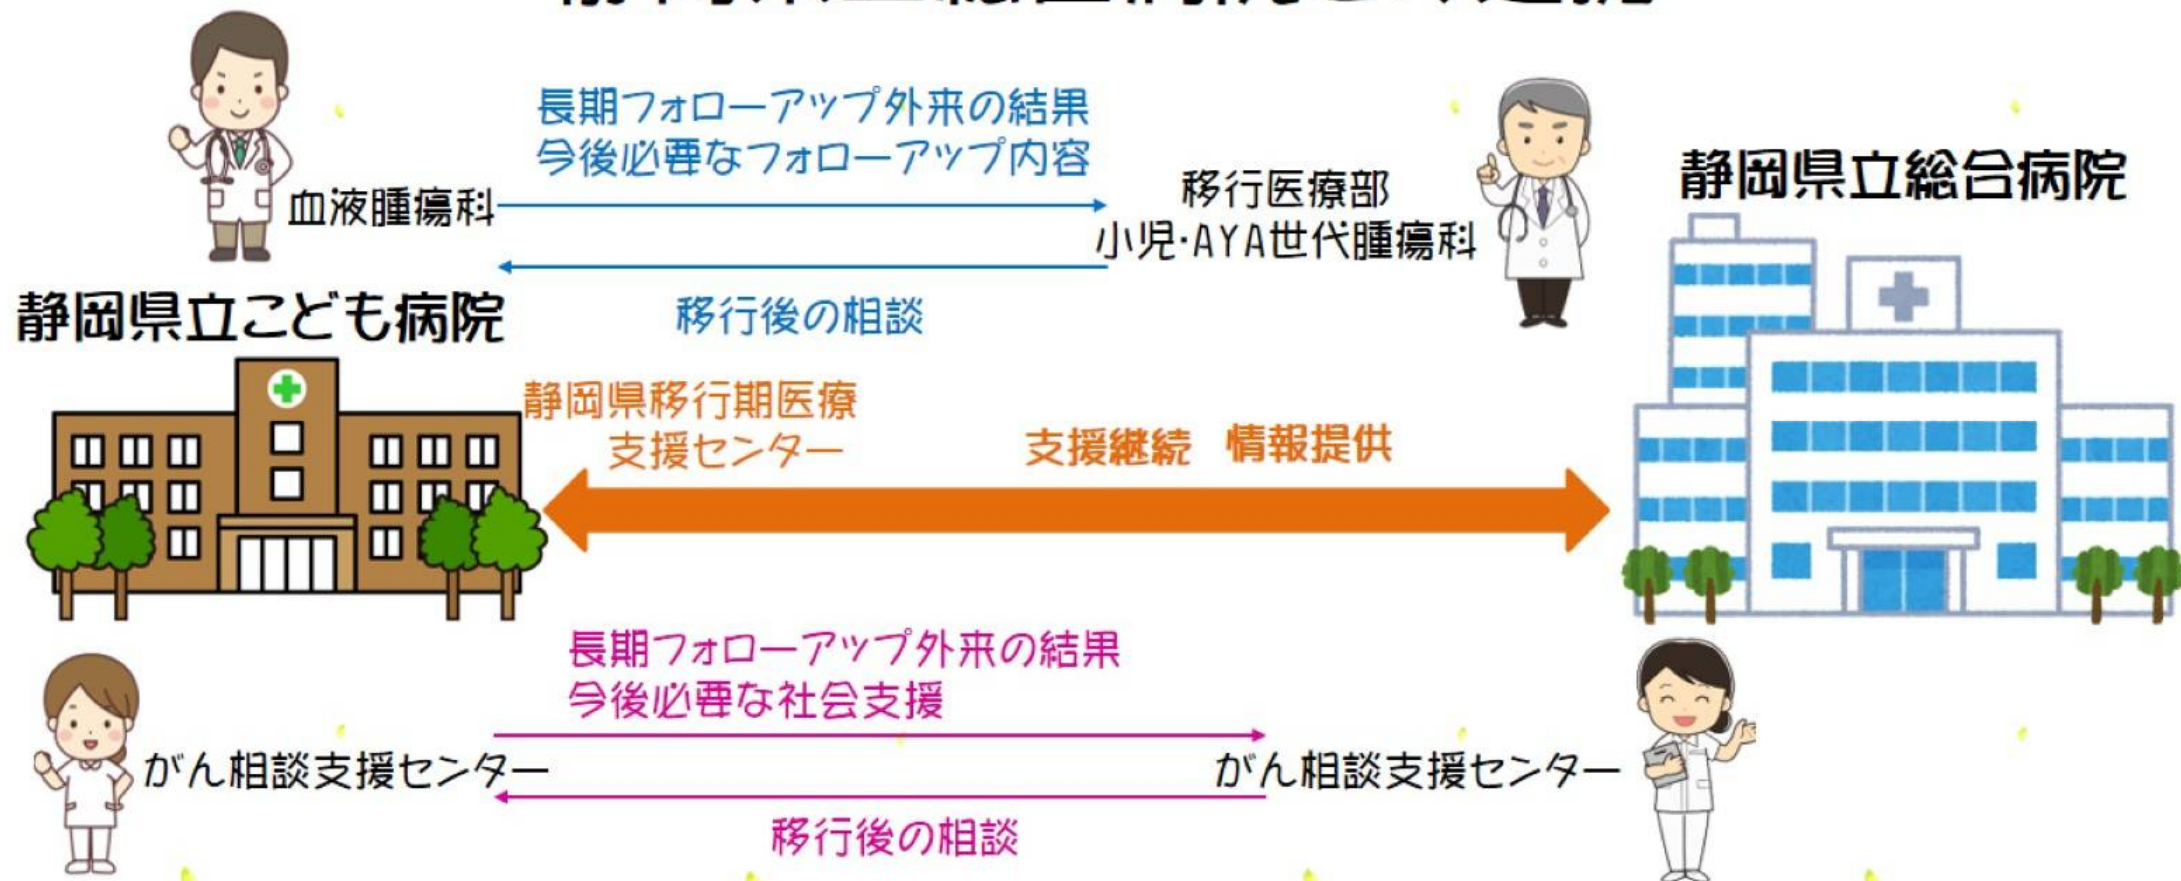 長期フォローアップ外来の結果
今後必要なフォローアップ内容
血液腫瘍科
移行医療部
小児・AYA世代腫瘍科
静岡県立総合病院
移行後の相談
静岡県立こども病院
静岡県移行期医療
支援センター
支援継続 情報提供
長期フォローアップ外来の結果
今後必要な社会支援
がん相談支援センター
がん相談支援センター
移行後の相談